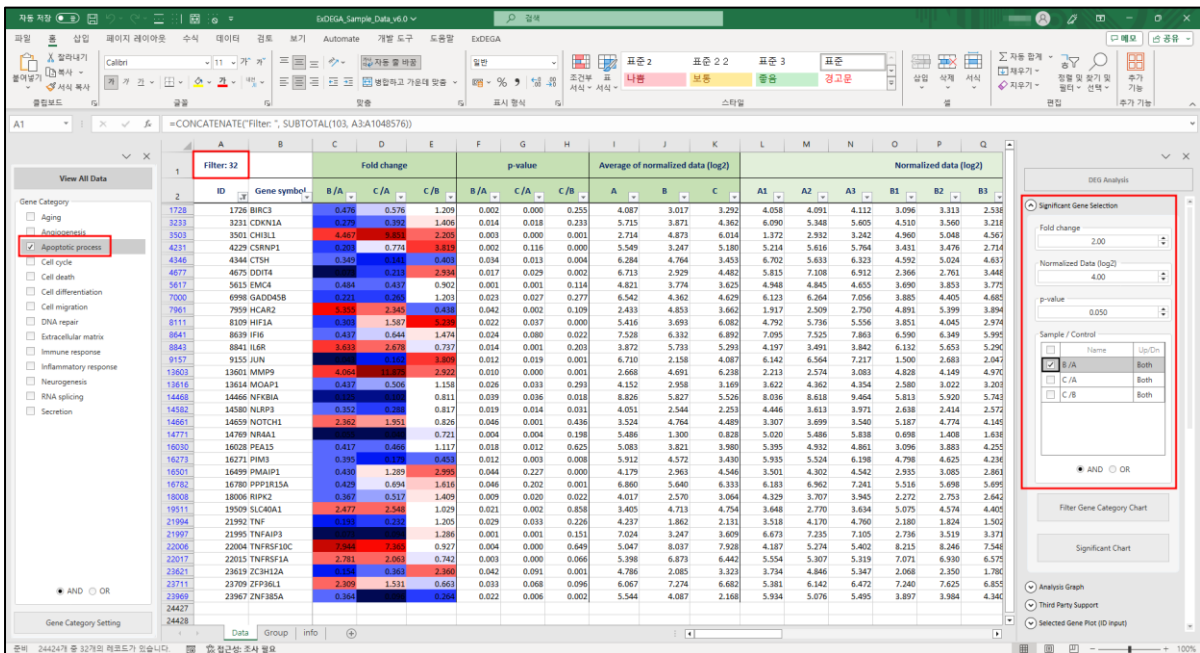 자동 저장 ExDEGA_Sample_Data_v6.0 검색
파일 홈 삽입 페이지 레이아웃 수식 데이터 검토 보기 Automate 개발 도구 도움말 ExDEGA 메모 공유
잘라내기 Calibri 11 자동 줄 바꿈 일반 표준 2 표준 2 2 표준 3 표준 자동 합계
붙여넣기 복사 서식 복사 병합하고 가운데 맞춤 조건부 서식 표 서식 나쁨 보통 좋음 경고문 삽입 삭제 서식 채우기 지우기 정렬 및 필터 찾기 및 선택 추가 기능
클립보드 글꼴 맞춤 표시 형식 스타일 셀 편집 추가 기능
A1 fx =CONCATENATE("Filter: ", SUBTOTAL(103, A3:A1048576))
View All Data
Gene Category
Aging
Angiogenesis
Apoptotic process
Cell cycle
Cell death
Cell differentiation
Cell migration
DNA repair
Extracellular matrix
Immune response
Inflammatory response
Neurogenesis
RNA splicing
Secretion
AND OR
Gene Category Setting
A B C D E F G H I J K L M N O P Q
1 Filter: 32 Fold change p-value Average of normalized data (log2) Normalized data (log2)
2 ID Gene symbol B/A C/A C/B B/A C/A C/B A B C A1 A2 A3 B1 B2 B3
1728 1726 BIRC3 0.476 0.576 1.209 0.002 0.000 0.255 4.087 3.017 3.292 4.058 4.091 4.112 3.096 3.313 2.538
3233 3231 CDKN1A 0.279 0.392 1.406 0.014 0.018 0.233 5.715 3.871 4.362 6.090 5.348 5.605 4.510 3.560 3.218
3503 3501 CHI3L1 4.467 9.851 2.205 0.003 0.000 0.001 2.714 4.873 6.014 1.372 2.932 3.242 4.960 5.048 4.567
4231 4229 CSRNP1 0.203 0.774 3.819 0.002 0.116 0.000 5.549 3.247 5.180 5.214 5.616 5.764 3.431 3.476 2.714
4346 4344 CTSH 0.349 0.141 0.403 0.034 0.013 0.004 6.284 4.764 3.453 6.702 5.633 6.323 4.592 5.024 4.637
4677 4675 DDIT4 0.213 2.934 0.017 0.029 0.002 6.713 2.929 4.482 5.815 7.108 6.912 2.366 2.761 3.448
5617 5615 EMC4 0.484 0.437 0.902 0.001 0.001 0.114 4.821 3.774 3.625 4.948 4.845 4.655 3.690 3.853 3.775
7000 6998 GADD45B 0.221 0.265 1.203 0.023 0.027 0.277 6.542 4.362 4.629 6.123 6.264 7.056 3.885 4.405 4.685
7961 7959 HCAR2 5.355 2.345 0.438 0.042 0.002 0.109 2.433 4.853 3.662 1.917 2.509 2.750 4.891 5.399 3.894
8111 8109 HIF1A 0.303 1.587 5.239 0.022 0.037 0.000 5.416 3.693 6.082 4.792 5.736 5.556 3.851 4.045 2.974
8641 8639 IFI6 0.437 0.644 1.474 0.024 0.080 0.022 7.528 6.332 6.892 7.095 7.525 7.863 6.590 6.349 5.995
8843 8841 IL6R 3.633 2.678 0.737 0.014 0.001 0.203 3.872 5.733 5.293 4.197 3.491 3.842 6.132 5.653 5.290
9157 9155 JUN 0.162 3.809 0.012 0.019 0.001 6.710 2.158 4.087 6.142 6.564 7.217 1.500 2.683 2.047
13603 13601 MMP9 4.064 11.875 2.922 0.010 0.000 0.001 2.668 4.691 6.238 2.213 2.574 3.083 4.828 4.149 4.970
13616 13614 MOAP1 0.437 0.506 1.158 0.026 0.033 0.293 4.152 2.958 3.169 3.622 4.362 4.354 2.580 3.022 3.203
14468 14466 NFKBIA 0.811 0.039 0.036 0.018 8.826 5.827 5.526 8.036 8.618 9.464 5.813 5.920 5.743
14582 14580 NLRP3 0.352 0.288 0.817 0.019 0.014 0.031 4.051 2.544 2.253 4.446 3.613 3.971 2.638 2.414 2.572
14661 14659 NOTCH1 2.362 1.951 0.826 0.046 0.001 0.436 3.524 4.764 4.489 3.307 3.699 3.540 5.187 4.774 4.149
14771 14769 NR4A1 0.721 0.004 0.004 0.198 5.486 1.300 0.828 5.020 5.486 5.838 0.698 1.408 1.638
16030 16028 PEA15 0.417 0.466 1.117 0.018 0.012 0.625 5.083 3.821 3.980 5.395 4.932 4.861 3.096 3.883 4.255
16273 16271 PIM3 0.395 0.179 0.453 0.012 0.003 0.008 5.912 4.572 3.430 5.935 5.524 6.198 4.798 4.625 4.236
16501 16499 PMAIP1 0.430 1.289 2.995 0.044 0.227 0.000 4.179 2.963 4.546 3.501 4.302 4.542 2.935 3.085 2.861
16782 16780 PPP1R15A 0.429 0.694 1.616 0.046 0.202 0.001 6.860 5.640 6.333 6.183 6.962 7.241 5.516 5.698 5.699
18008 18006 RIPK2 0.367 0.517 1.409 0.009 0.020 0.022 4.017 2.570 3.064 4.329 3.707 3.945 2.272 2.753 2.642
19511 19509 SLC40A1 2.477 2.548 1.029 0.021 0.002 0.858 3.405 4.713 4.754 3.648 2.770 3.634 5.075 4.574 4.405
21994 21992 TNF 0.193 0.232 1.205 0.029 0.033 0.226 4.237 1.862 2.131 3.518 4.170 4.760 2.180 1.824 1.502
21997 21995 TNFAIP3 1.286 0.001 0.001 0.151 7.024 3.247 3.609 6.673 7.235 7.105 2.736 3.519 3.371
22006 22004 TNFRSF10C 7.944 7.365 0.927 0.004 0.000 0.649 5.047 8.037 7.928 4.187 5.274 5.402 8.215 8.246 7.548
22017 22015 TNFRSF1A 2.781 2.063 0.742 0.003 0.000 0.066 5.398 6.873 6.442 5.554 5.307 5.319 7.071 6.930 6.575
23621 23619 ZC3H12A 0.154 0.363 2.360 0.042 0.091 0.001 4.786 2.085 3.323 3.734 4.846 5.347 2.068 2.350 1.780
23711 23709 ZFP36L1 2.309 1.531 0.663 0.033 0.068 0.096 6.067 7.274 6.682 5.381 6.142 6.472 7.240 7.625 6.855
23969 23967 ZNF385A 0.364 0.264 0.022 0.006 0.002 5.544 4.087 2.168 5.934 5.076 5.495 3.897 3.984 4.340
24427
24428
Data Group info
준비 24424개 중 32개의 레코드가 있습니다. 접근성: 조사 필요 100%
DEG Analysis
Significant Gene Selection
Fold change
2.00
Normalized Data (log2)
4.00
p-value
0.050
Sample / Control
Name Up/Dn
B /A Both
C /A Both
C /B Both
AND OR
Filter Gene Category Chart
Significant Chart
Analysis Graph
Third Party Support
Selected Gene Plot (ID input)